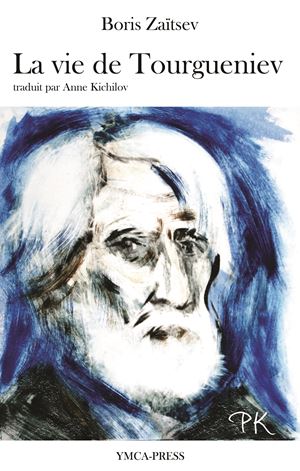 Boris Zaïtsev
La vie de Tourgueniev
traduit par Anne Kichilov
PK
YMCA-PRESS